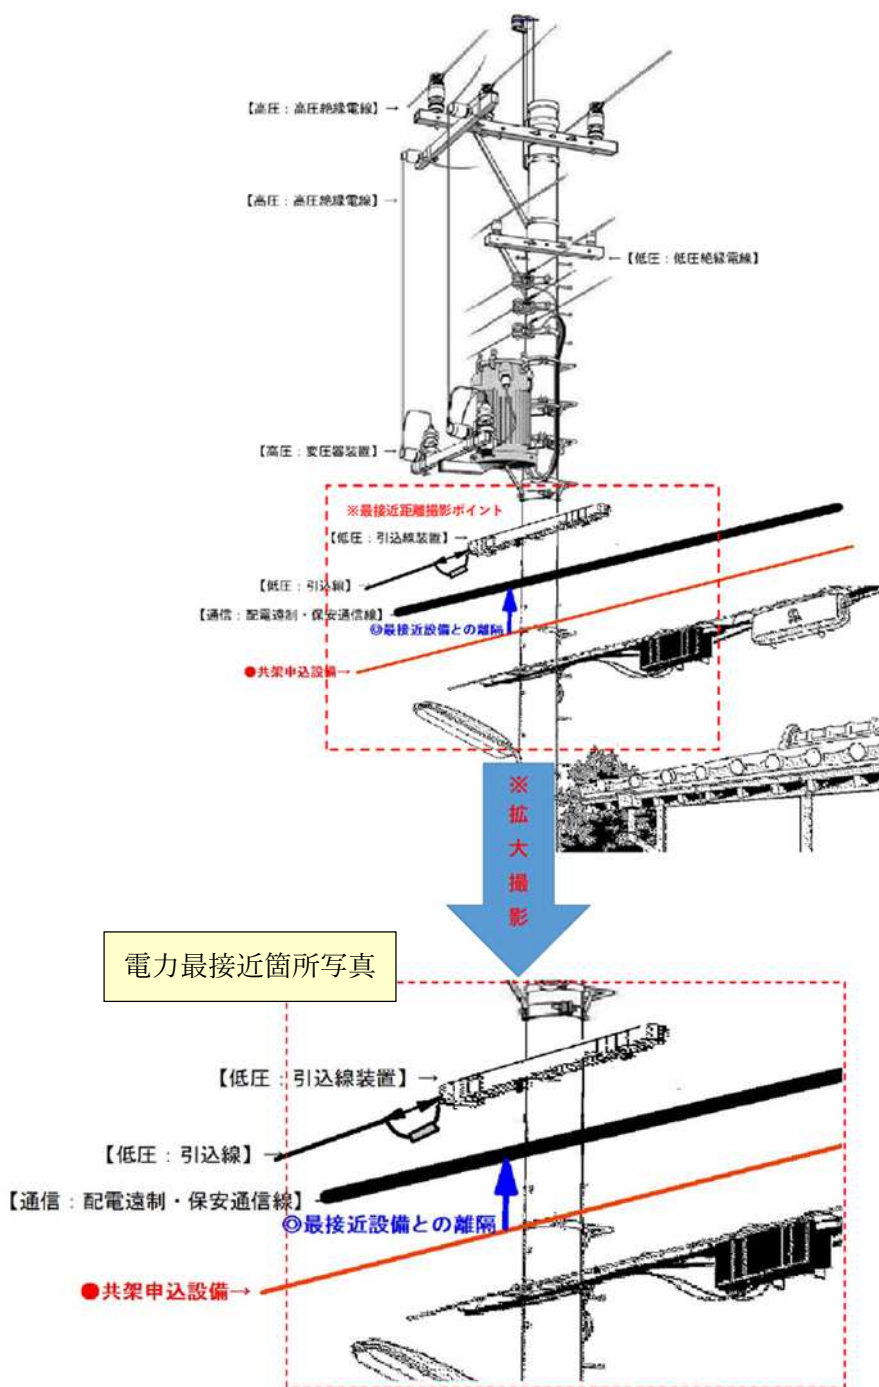 【高圧：高圧絶縁電線】→
【高圧：高圧絶縁電線】→
←【低圧：低圧絶縁電線】
【高圧：変圧器装置】→
※最接近距離撮影ポイント
【低圧：引込線装置】→
【低圧：引込線】→
【通信：配電遠制・保安通信線】
◎最接近設備との離隔
●共架申込設備→
※拡大撮影
電力最接近箇所写真
【低圧：引込線装置】→
【低圧：引込線】→
【通信：配電遠制・保安通信線】
◎最接近設備との離隔
●共架申込設備→